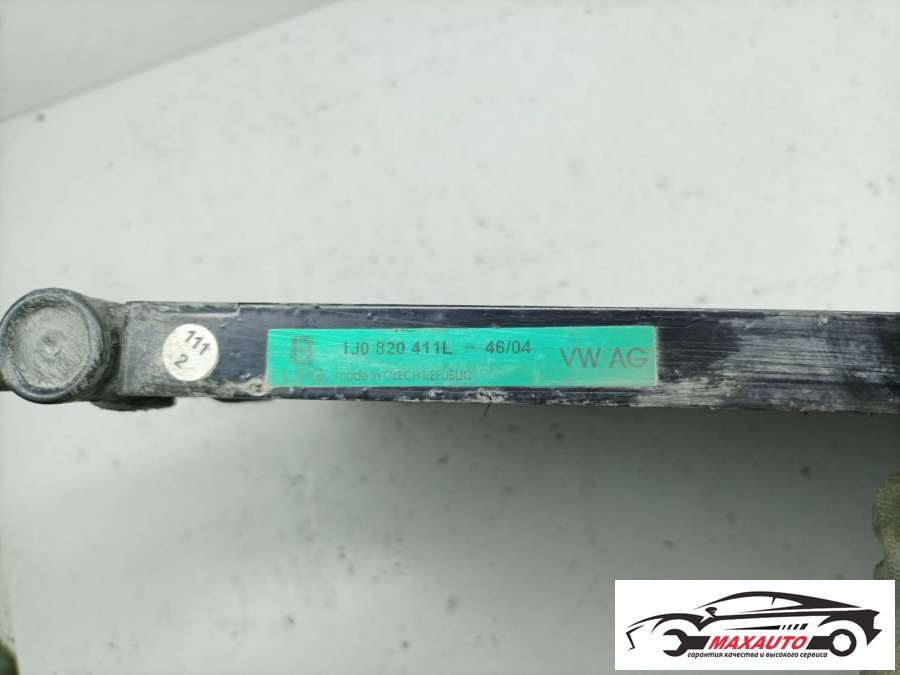 111
2
1J0 820 411L - 46/04
made in CZECH REPUBLIC
VW AG
MAXAUTO
гарантия качества и высокого сервиса